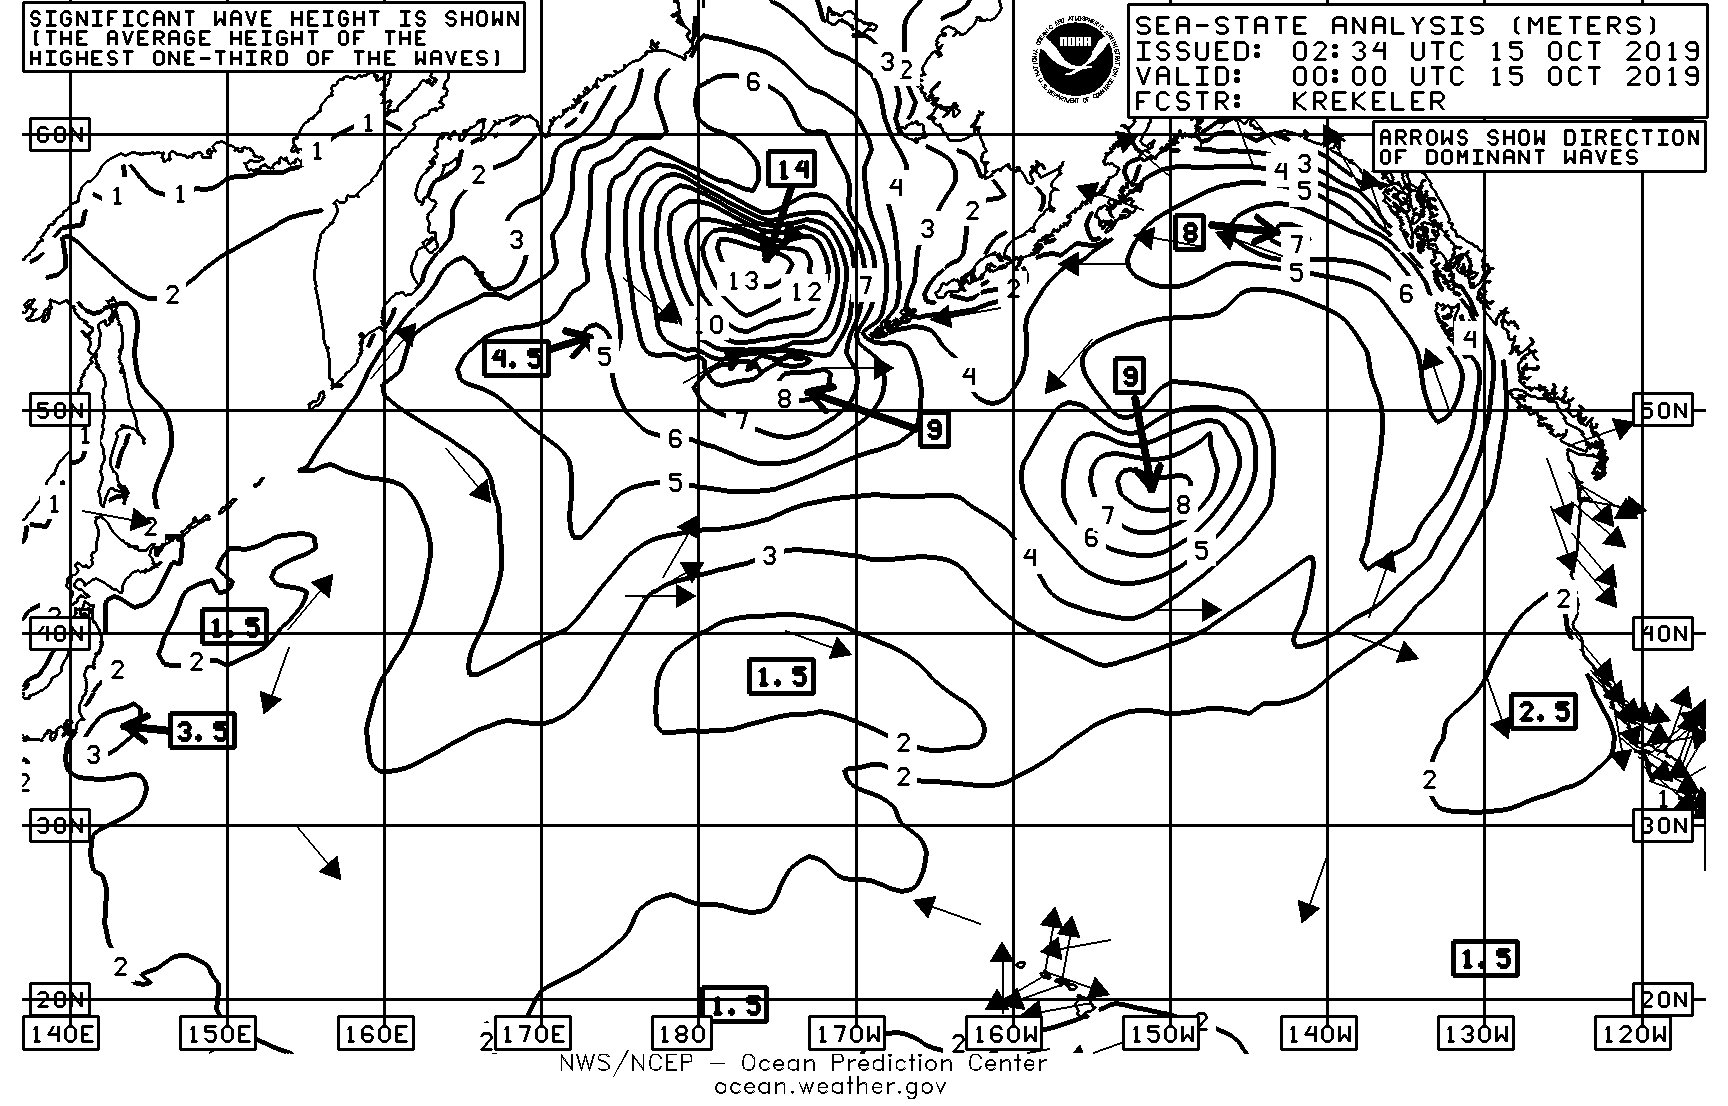 SIGNIFICANT WAVE HEIGHT IS SHOWN
(THE AVERAGE HEIGHT OF THE
HIGHEST ONE-THIRD OF THE WAVES)
NOAA
SEA-STATE ANALYSIS (METERS)
ISSUED: 02:34 UTC 15 OCT 2019
VALID: 00:00 UTC 15 OCT 2019
FCSTR: KREKELER
ARROWS SHOW DIRECTION
OF DOMINANT WAVES
3 2
6
1
60N
1
14
4 3
2
1 1
4
5
2
3
3
8
7
2
13 12 7
5
2
6
10
4
4.5
5
9
4
8
50N 50N
7
9
1
6
5
1
8
7
2
6
3
4
5
2
1.5
40N 40N
2
2
1.5
2.5
3.5
3
2
2
2
2
1
30N 30N
2
1.5
20N 1.5 20N
2
140E 150E 160E 170E 180 170W 160W 150W 140W 130W 120W
2 2
NWS/NCEP – Ocean Prediction Center
ocean.weather.gov